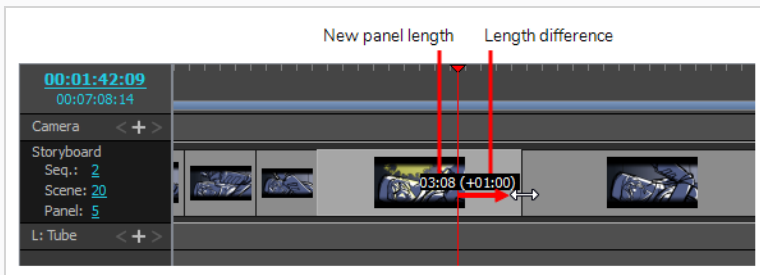 New panel length Length difference
00:01:42:09
00:07:08:14
Camera < + >
Storyboard
Seq.: 2
Scene: 20
Panel: 5
03:08 (+01:00)
L: Tube < + >